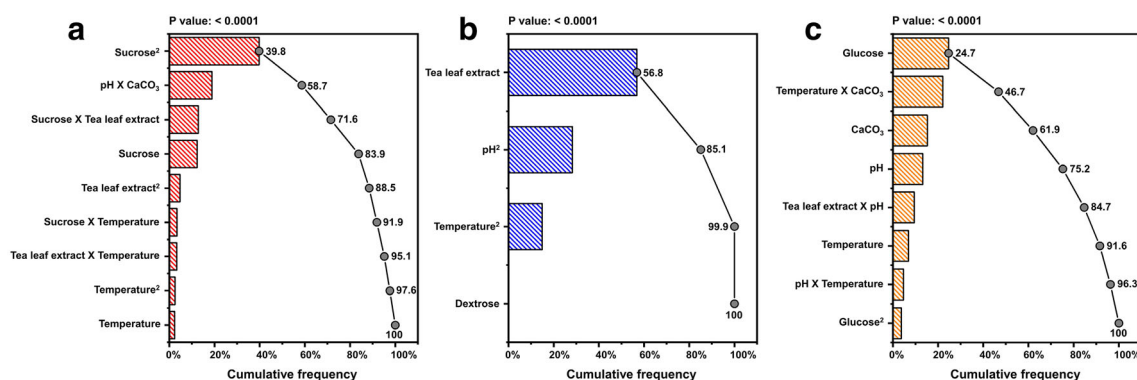 a
P value: < 0.0001
Sucrose²
39.8
pH X CaCO₃
58.7
Sucrose X Tea leaf extract
71.6
Sucrose
83.9
Tea leaf extract²
88.5
Sucrose X Temperature
91.9
Tea leaf extract X Temperature
95.1
Temperature²
97.6
Temperature
100
0% 20% 40% 60% 80% 100%
Cumulative frequency
b
P value: < 0.0001
Tea leaf extract
56.8
pH²
85.1
Temperature²
99.9
Dextrose
100
0% 20% 40% 60% 80% 100%
Cumulative frequency
c
P value: < 0.0001
Glucose
24.7
Temperature X CaCO₃
46.7
CaCO₃
61.9
pH
75.2
Tea leaf extract X pH
84.7
Temperature
91.6
pH X Temperature
96.3
Glucose²
100
0% 20% 40% 60% 80% 100%
Cumulative frequency